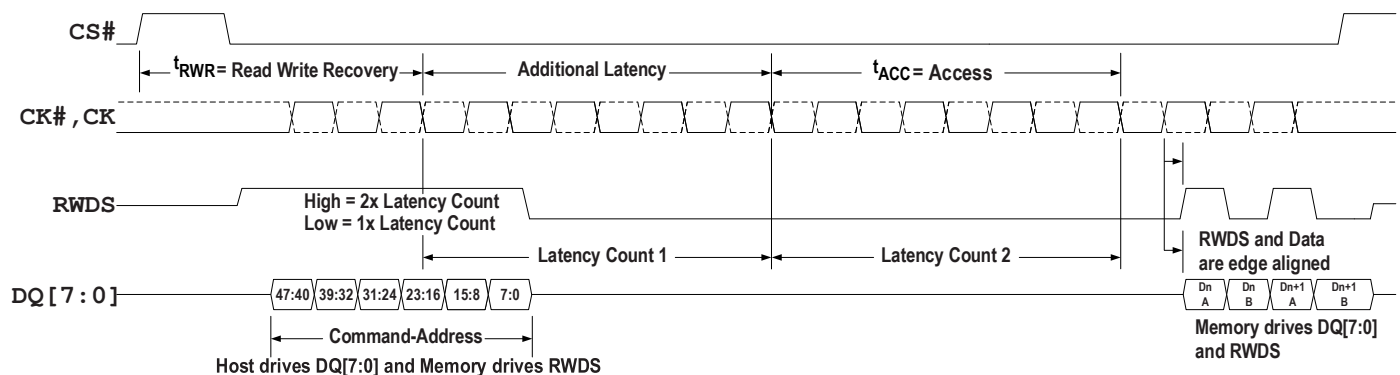 CS#
tRWR= Read Write Recovery
Additional Latency
tACC= Access
CK#,CK
RWDS
High = 2x Latency Count
Low = 1x Latency Count
Latency Count 1
Latency Count 2
RWDS and Data
are edge aligned
DQ[7:0]
47:40 39:32 31:24 23:16 15:8 7:0
Dn A
Dn B
Dn+1 A
Dn+1 B
Command-Address
Memory drives DQ[7:0]
and RWDS
Host drives DQ[7:0] and Memory drives RWDS